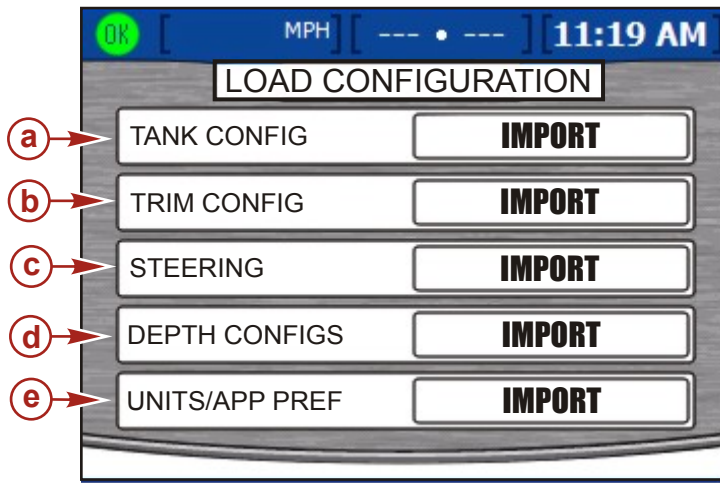 OK [ MPH ] [ --- • --- ] [ 11:19 AM ]
LOAD CONFIGURATION
a TANK CONFIG IMPORT
b TRIM CONFIG IMPORT
c STEERING IMPORT
d DEPTH CONFIGS IMPORT
e UNITS/APP PREF IMPORT